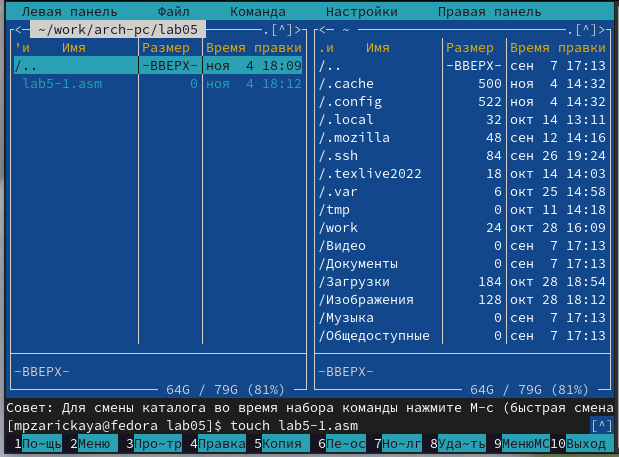 Левая панель Файл Команда Настройки Правая панель
<─ ~/work/arch-pc/lab05 .[^]> <─ ~ .[^]>
'и Имя Размер Время правки .и Имя Размер Время правки
/.. -ВВЕРХ- ноя 4 18:09 /.. -ВВЕРХ- сен 7 17:13
lab5-1.asm 0 ноя 4 18:12 /.cache 500 ноя 4 14:32
/.config 522 ноя 4 14:32
/.local 32 окт 14 13:11
/.mozilla 48 сен 12 14:16
/.ssh 84 сен 26 19:24
/.texlive2022 18 окт 14 14:03
/.var 6 окт 25 14:58
/tmp 0 окт 11 14:18
/work 24 окт 28 16:09
/Видео 0 сен 7 17:13
/Документы 0 сен 7 17:13
/Загрузки 184 окт 28 18:54
/Изображения 128 окт 28 18:12
/Музыка 0 сен 7 17:13
/Общедоступные 0 сен 7 17:13
-ВВЕРХ- -ВВЕРХ-
64G / 79G (81%) 64G / 79G (81%)
Совет: Для смены каталога во время набора команды нажмите M-c (быстрая смена
[mpzarickaya@fedora lab05]$ touch lab5-1.asm [^]
1По~щь 2Меню 3Про~тр 4Правка 5Копия 6Пе~ос 7Но~лг 8Уда~ть 9МенюМС10Выход